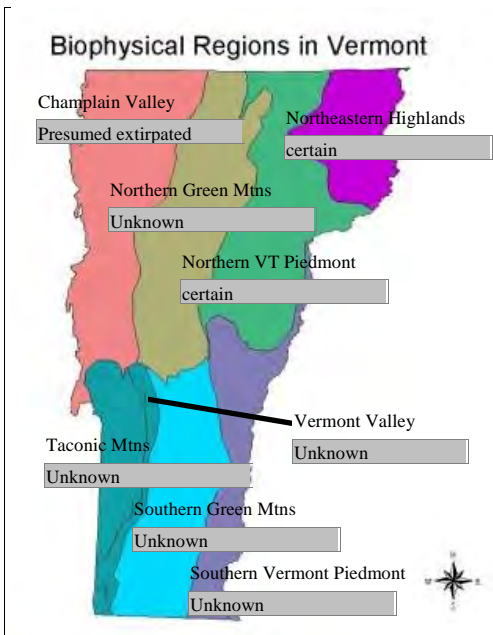 Biophysical Regions in Vermont
Champlain Valley
Presumed extirpated
Northeastern Highlands
certain
Northern Green Mtns
Unknown
Northern VT Piedmont
certain
Vermont Valley
Unknown
Taconic Mtns
Unknown
Southern Green Mtns
Unknown
Southern Vermont Piedmont
Unknown